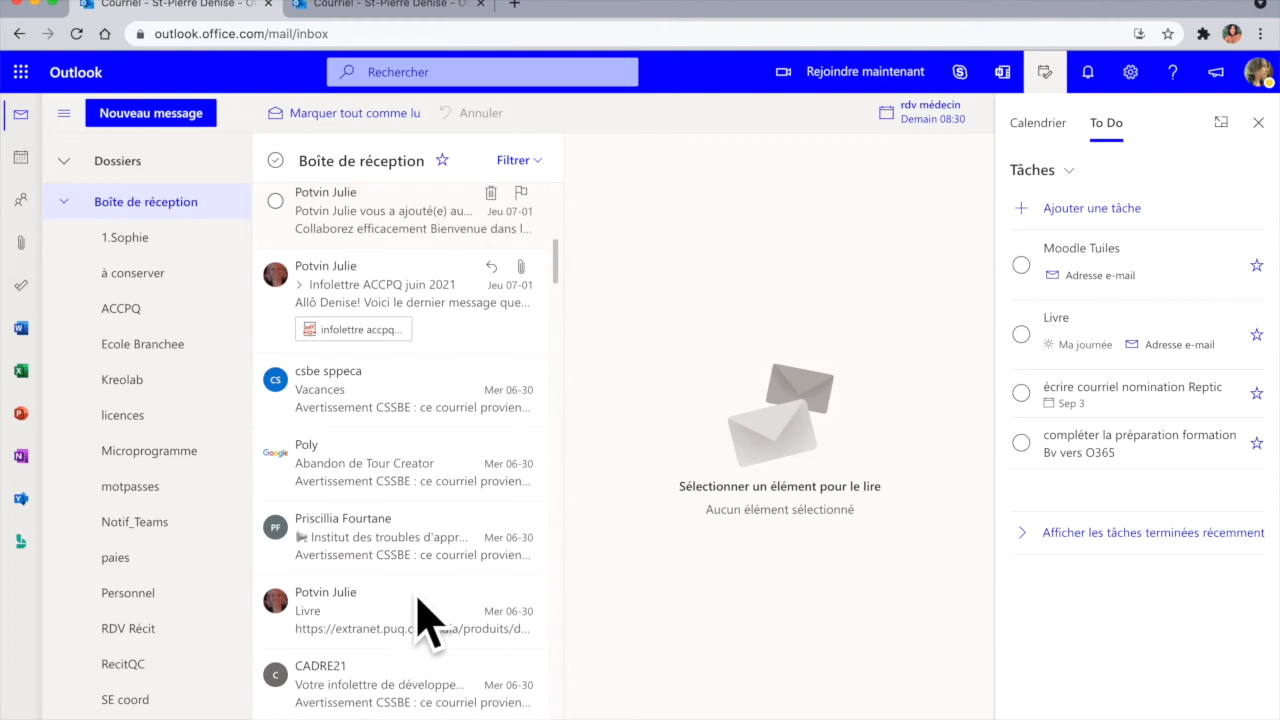 Courriel - St-Pierre Denise - O
Courriel - St-Pierre Denise - O
outlook.office.com/mail/inbox
Outlook
Rechercher
Rejoindre maintenant
Nouveau message
Marquer tout comme lu
Annuler
rdv médecin
Demain 08:30
Dossiers
Boîte de réception
1.Sophie
à conserver
ACCPQ
Ecole Branchee
Kreolab
licences
Microprogramme
motpasses
Notif_Teams
paies
Personnel
RDV Récit
RecitQC
SE coord
Boîte de réception
Filtrer
Potvin Julie
Potvin Julie vous a ajouté(e) au...
Jeu 07-01
Collaborez efficacement Bienvenue dans l...
Potvin Julie
Infolettre ACCPQ juin 2021
Jeu 07-01
Allô Denise! Voici le dernier message que...
infolettre accpq...
CS
csbe sppeca
Vacances
Mer 06-30
Avertissement CSSBE : ce courriel provien...
Google
Poly
Abandon de Tour Creator
Mer 06-30
Avertissement CSSBE : ce courriel provien...
PF
Priscillia Fourtane
Institut des troubles d'appr...
Mer 06-30
Avertissement CSSBE : ce courriel provien...
Potvin Julie
Livre
Mer 06-30
https://extranet.puq.c
ia/produits/d...
C
CADRE21
Votre infolettre de développe...
Mer 06-30
Avertissement CSSBE : ce courriel provien...
Sélectionner un élément pour le lire
Aucun élément sélectionné
Calendrier
To Do
Tâches
Ajouter une tâche
Moodle Tuiles
Adresse e-mail
Livre
Ma journée
Adresse e-mail
écrire courriel nomination Reptic
Sep 3
compléter la préparation formation
Bv vers O365
Afficher les tâches terminées récemment